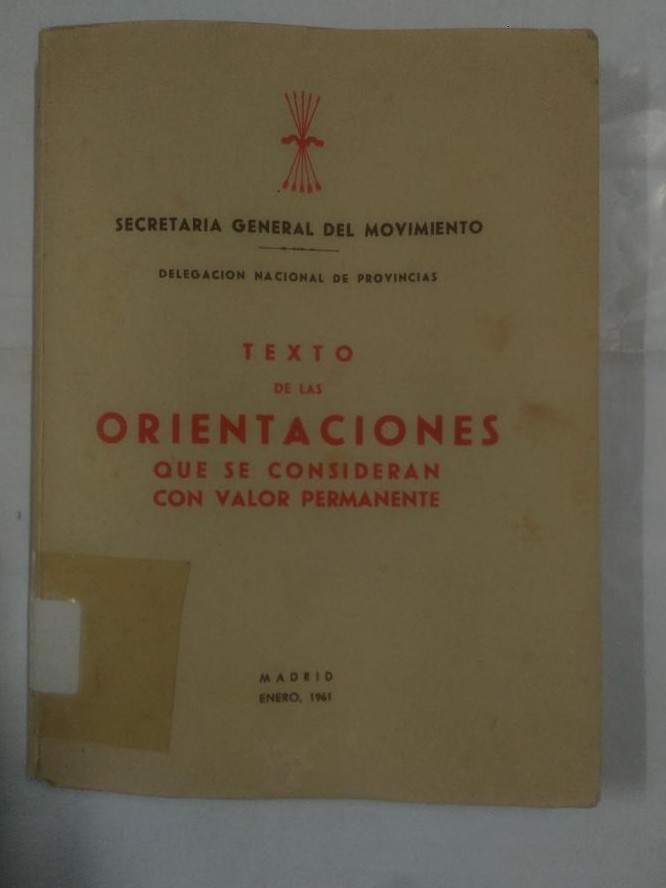 SECRETARIA GENERAL DEL MOVIMIENTO
DELEGACION NACIONAL DE PROVINCIAS
TEXTO
DE LAS
ORIENTACIONES
QUE SE CONSIDERAN
CON VALOR PERMANENTE
MADRID
ENERO, 1961